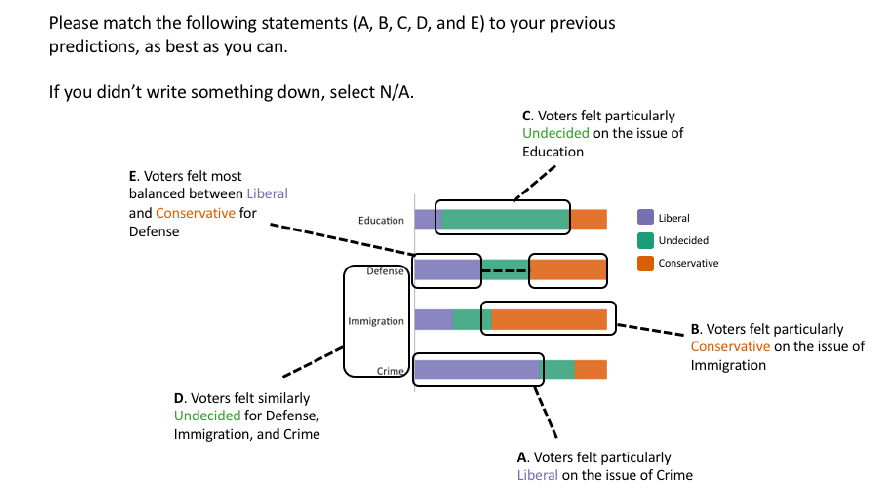 Please match the following statements (A, B, C, D, and E) to your previous
predictions, as best as you can.
If you didn't write something down, select N/A.
C. Voters felt particularly
Undecided on the issue of
Education
E. Voters felt most
balanced between Liberal
and Conservative for
Defense
Education
Defense
Immigration
Crime
Liberal
Undecided
Conservative
B. Voters felt particularly
Conservative on the issue of
Immigration
D. Voters felt similarly
Undecided for Defense,
Immigration, and Crime
A. Voters felt particularly
Liberal on the issue of Crime